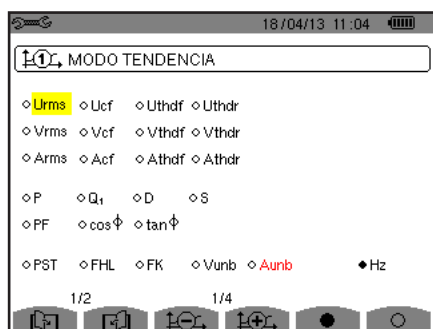 18/04/13 11:04
1 MODO TENDENCIA
Urms Ucf Uthdf Uthdr
Vrms Vcf Vthdf Vthdr
Arms Acf Athdf Athdr
P Q₁ D S
PF cosΦ tanΦ
PST FHL FK Vunb Aunb Hz
1/2 1/4